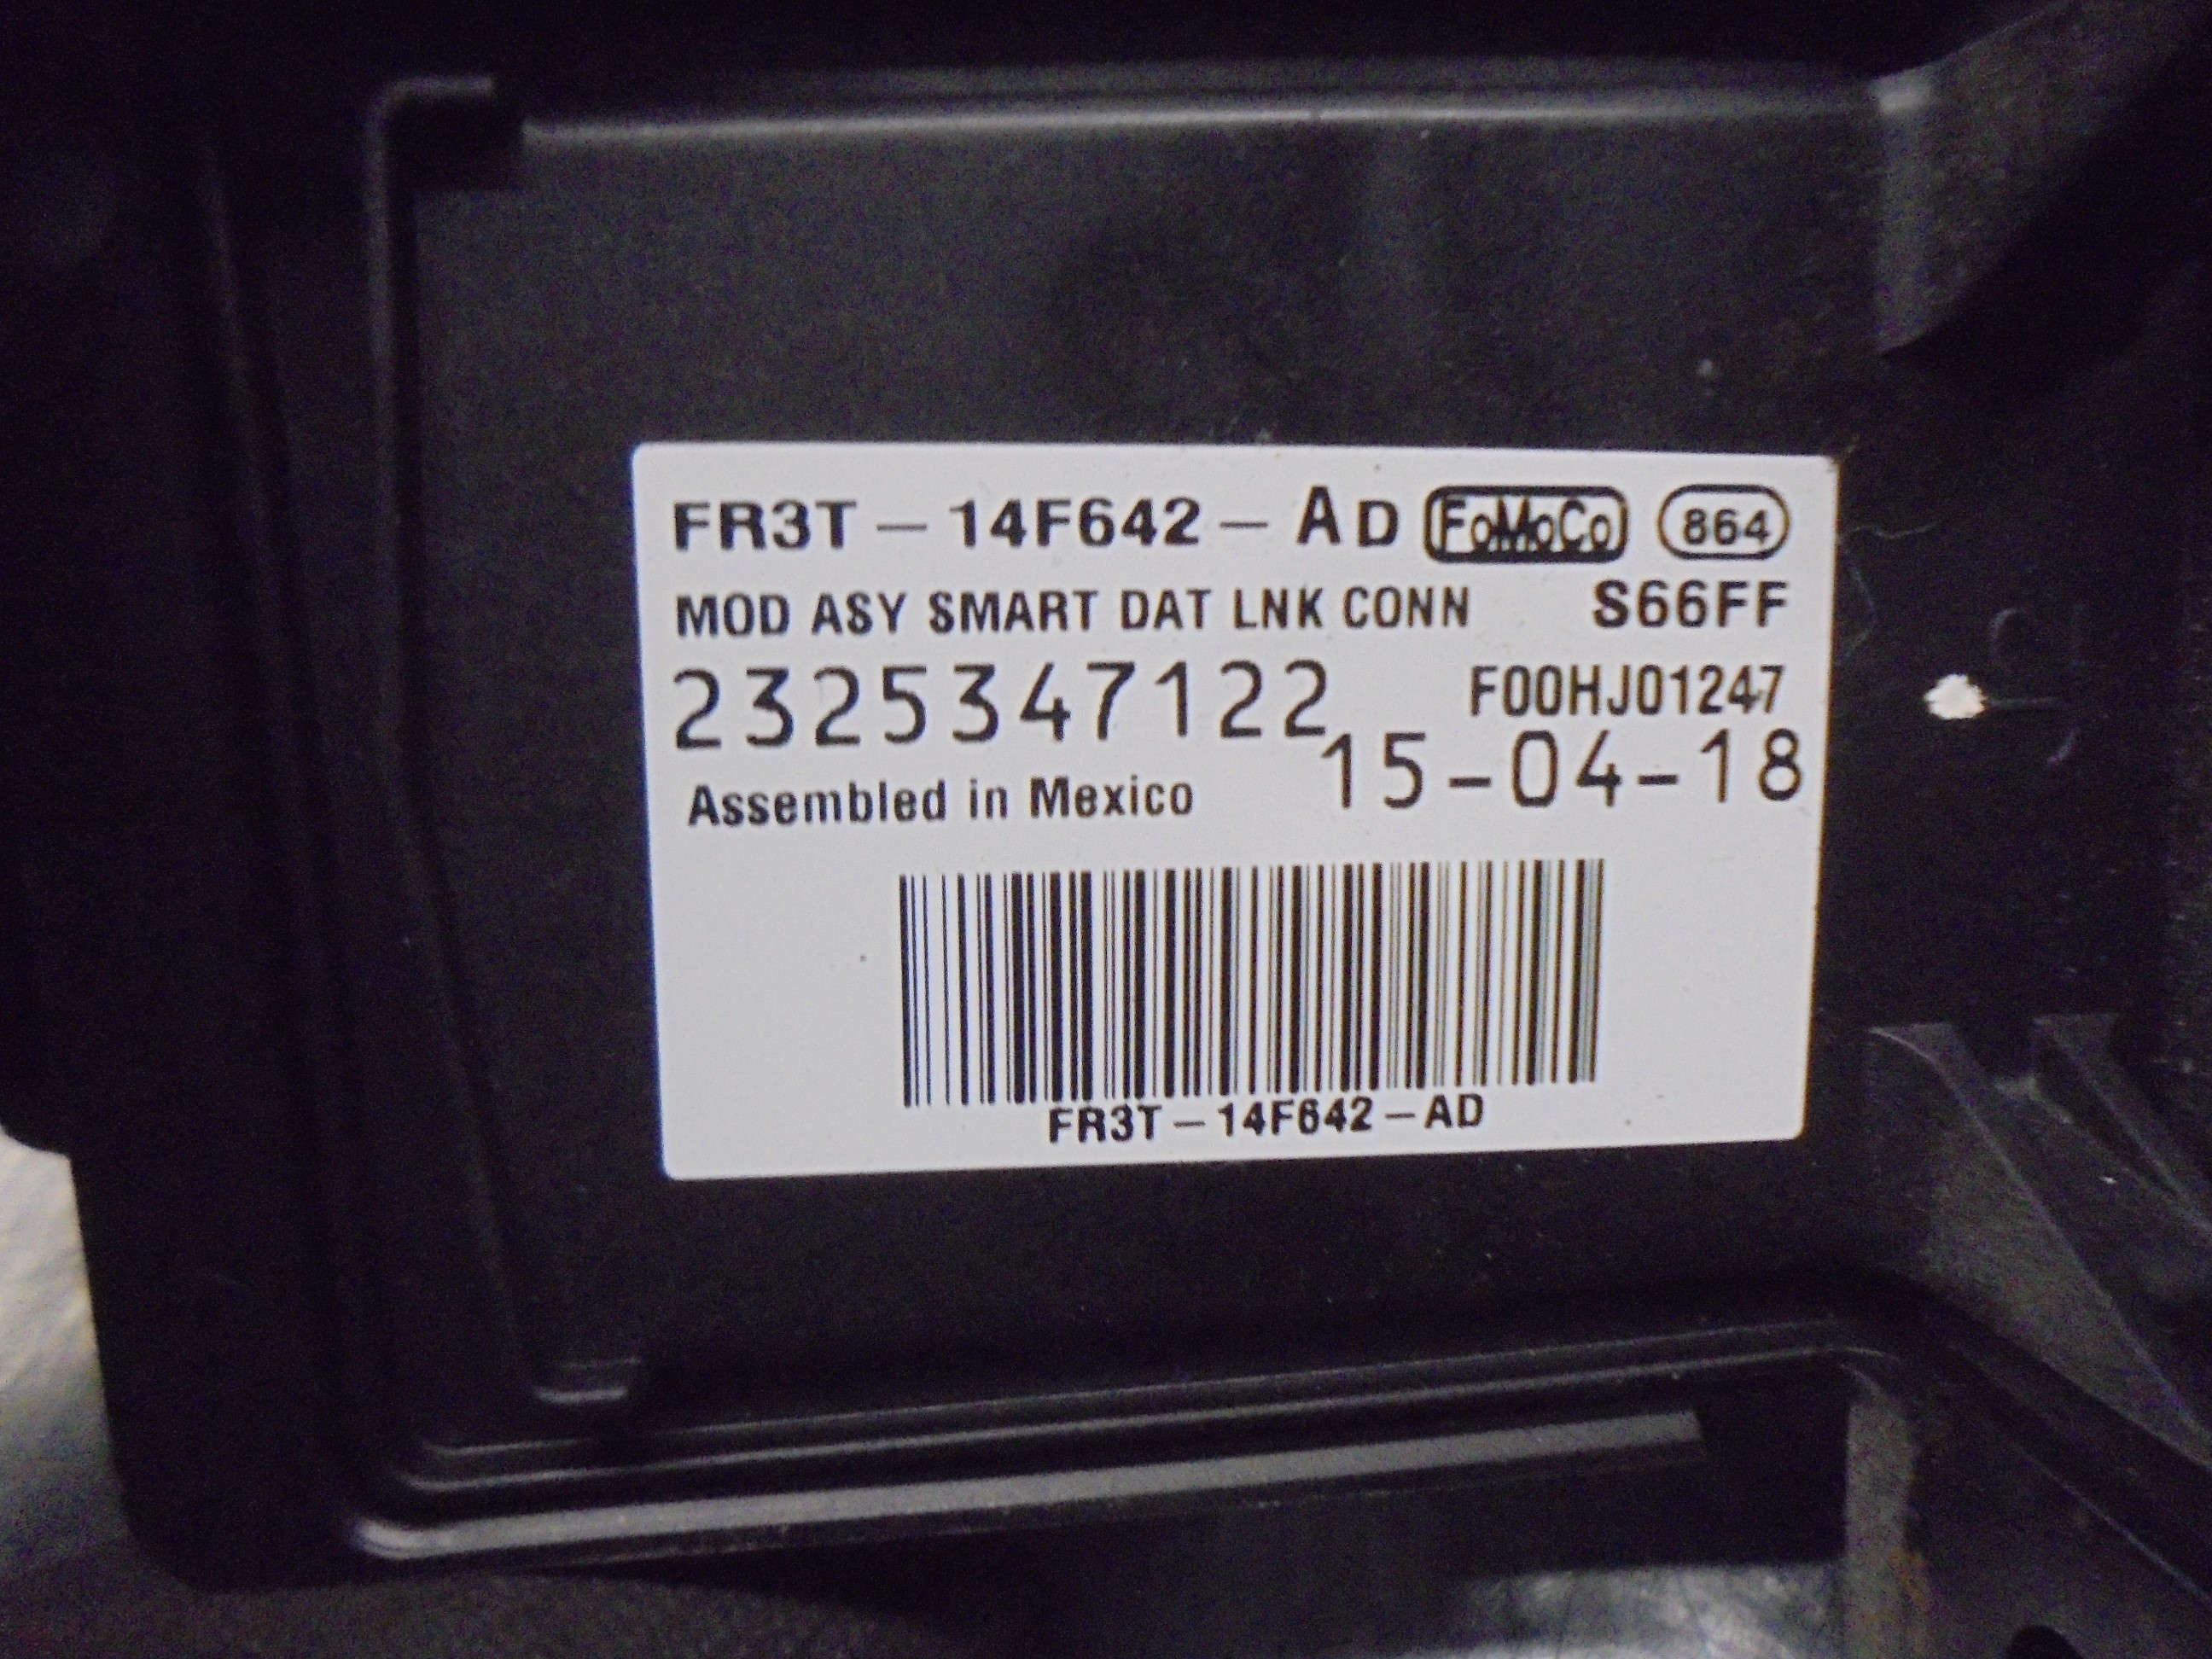 FR3T - 14F642 - AD FoMoCo 864
MOD ASY SMART DAT LNK CONN S66FF
2325347122 F00HJ01247
15-04-18
Assembled in Mexico
FR3T - 14F642 - AD